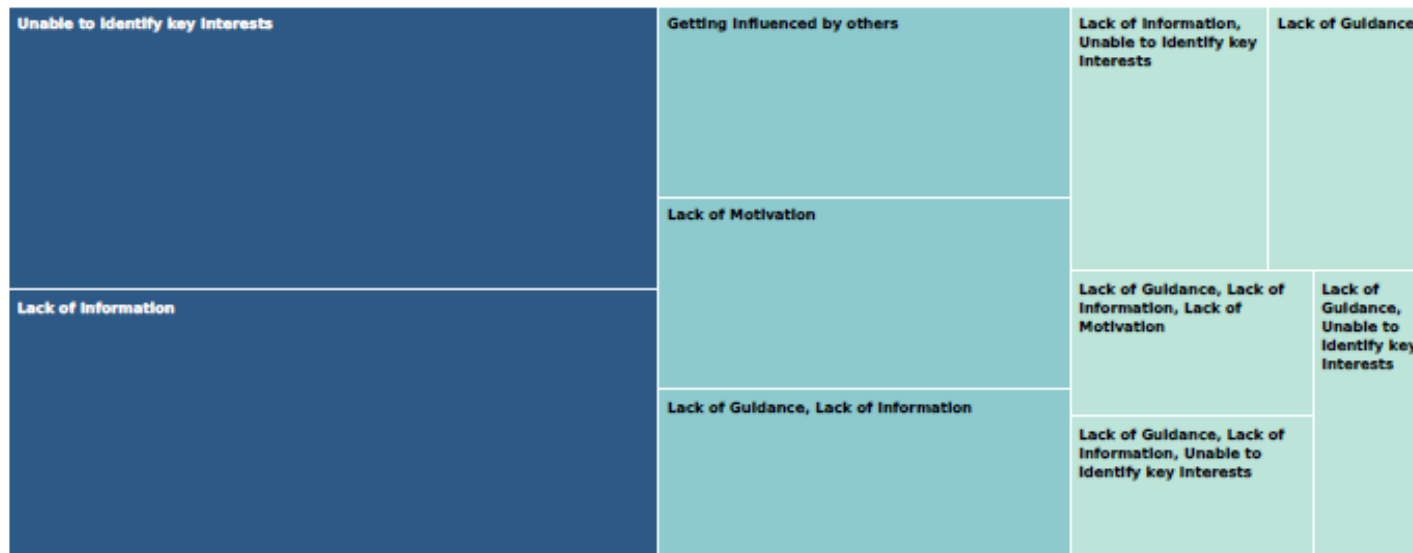 Unable to Identify key Interests
Getting Influenced by others
Lack of Information,
Unable to Identify key
Interests
Lack of Guidance
Lack of Motivation
Lack of Information
Lack of Guidance, Lack of
Information, Lack of
Motivation
Lack of
Guidance,
Unable to
Identify key
Interests
Lack of Guidance, Lack of Information
Lack of Guidance, Lack of
Information, Unable to
Identify key Interests